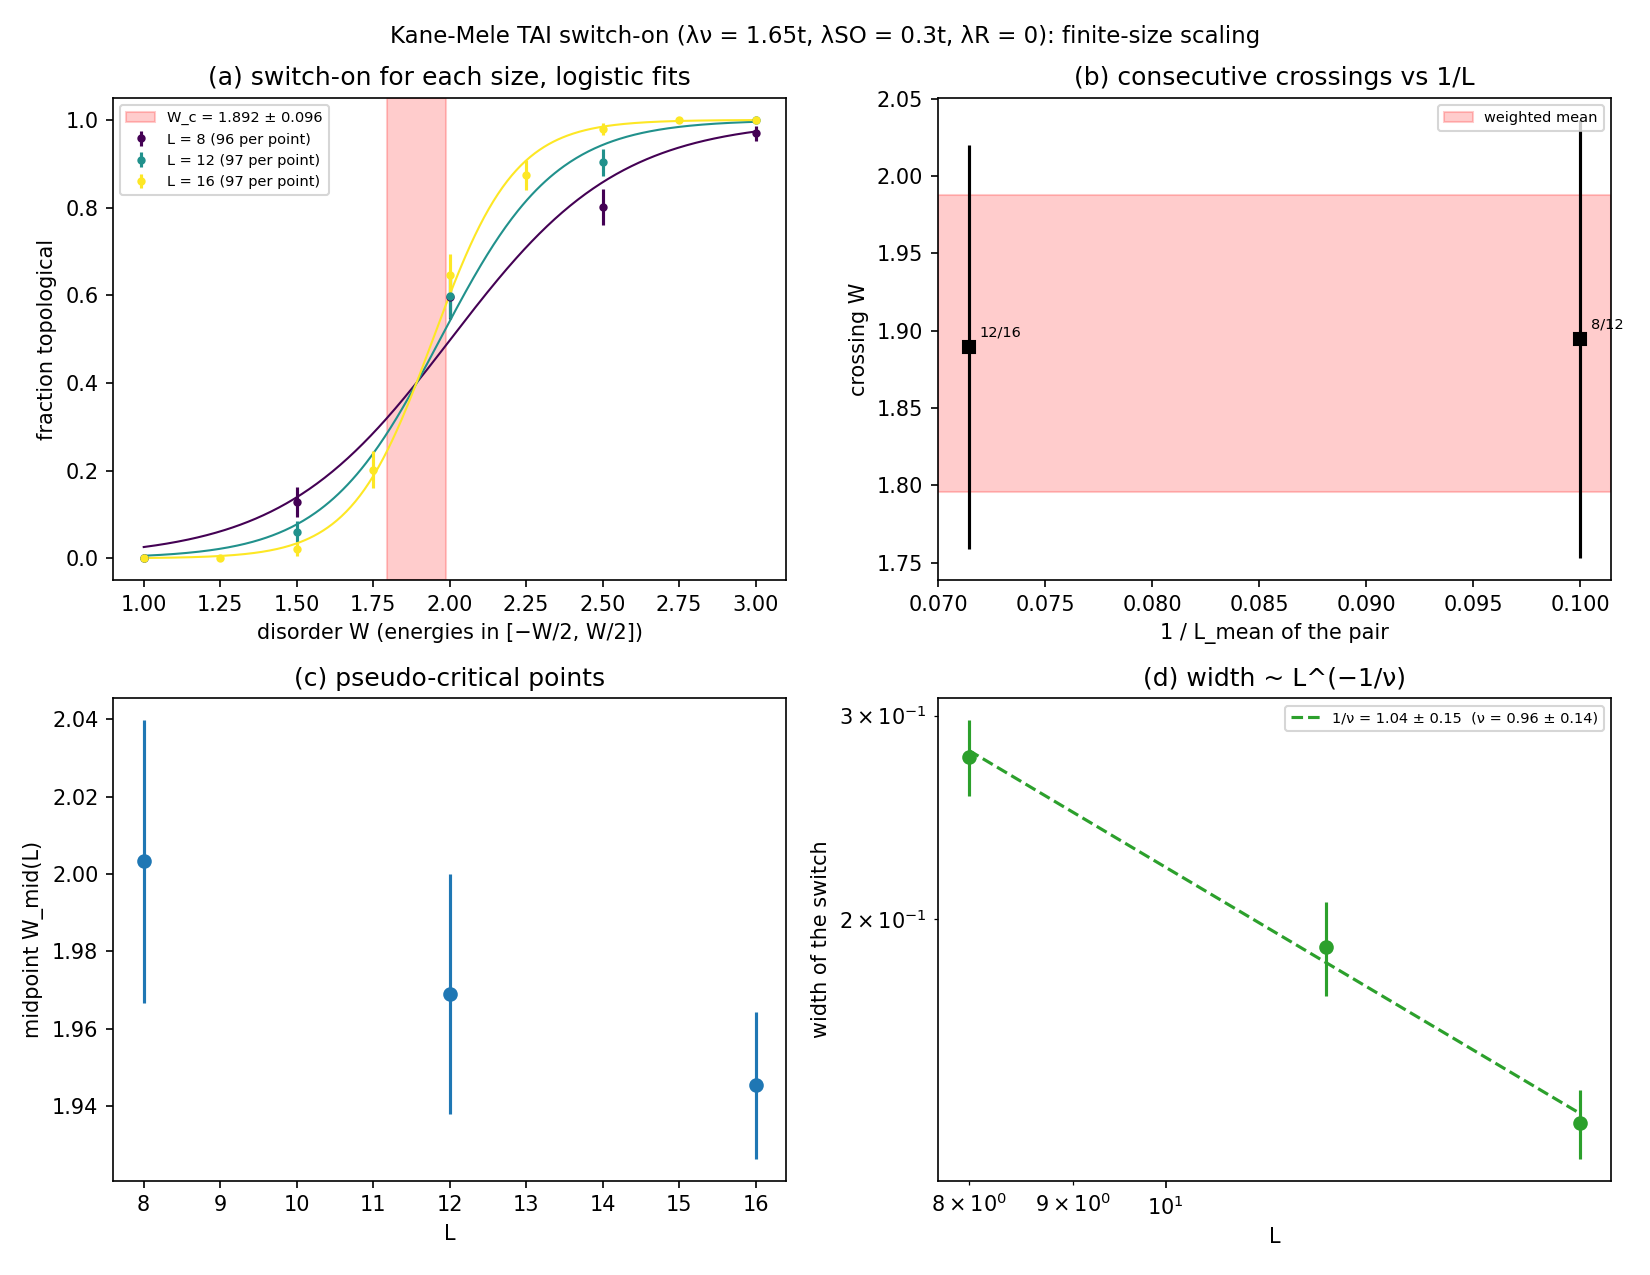 Kane-Mele TAI switch-on (λν = 1.65t, λSO = 0.3t, λR = 0): finite-size scaling
(a) switch-on for each size, logistic fits
W_c = 1.892 ± 0.096
L = 8 (96 per point)
L = 12 (97 per point)
L = 16 (97 per point)
fraction topological
1.0
0.8
0.6
0.4
0.2
0.0
1.00 1.25 1.50 1.75 2.00 2.25 2.50 2.75 3.00
disorder W (energies in [−W/2, W/2])
(b) consecutive crossings vs 1/L
weighted mean
crossing W
2.05
2.00
1.95
1.90
1.85
1.80
1.75
12/16
8/12
0.070 0.075 0.080 0.085 0.090 0.095 0.100
1 / L_mean of the pair
(c) pseudo-critical points
midpoint W_mid(L)
2.04
2.02
2.00
1.98
1.96
1.94
8 9 10 11 12 13 14 15 16
L
(d) width ~ L^(−1/ν)
1/ν = 1.04 ± 0.15 (ν = 0.96 ± 0.14)
width of the switch
3 × 10⁻¹
2 × 10⁻¹
8 × 10⁰ 9 × 10⁰ 10¹
L